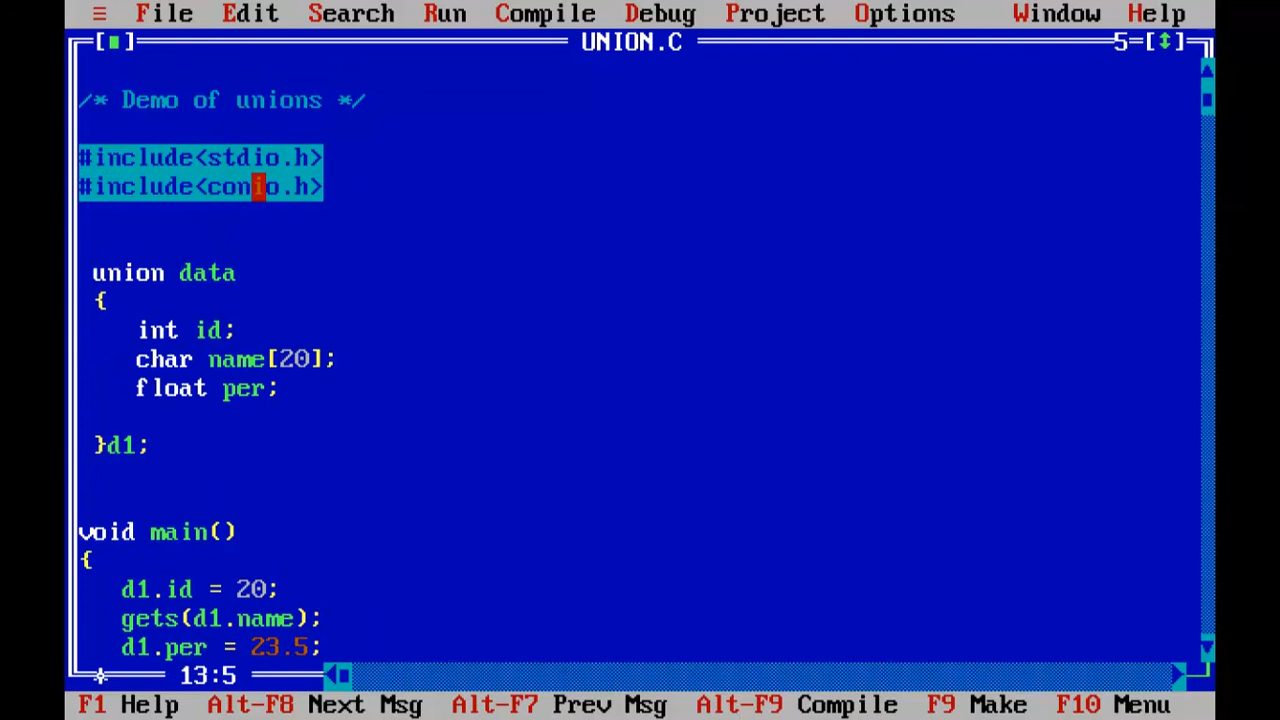 ≡ File Edit Search Run Compile Debug Project Options Window Help
[■] UNION.C 5=[↕]
/* Demo of unions */
#include<stdio.h>
#include<conio.h>
union data
{
int id;
char name[20];
float per;
}d1;
void main()
{
d1.id = 20;
gets(d1.name);
d1.per = 23.5;
13:5
F1 Help Alt-F8 Next Msg Alt-F7 Prev Msg Alt-F9 Compile F9 Make F10 Menu